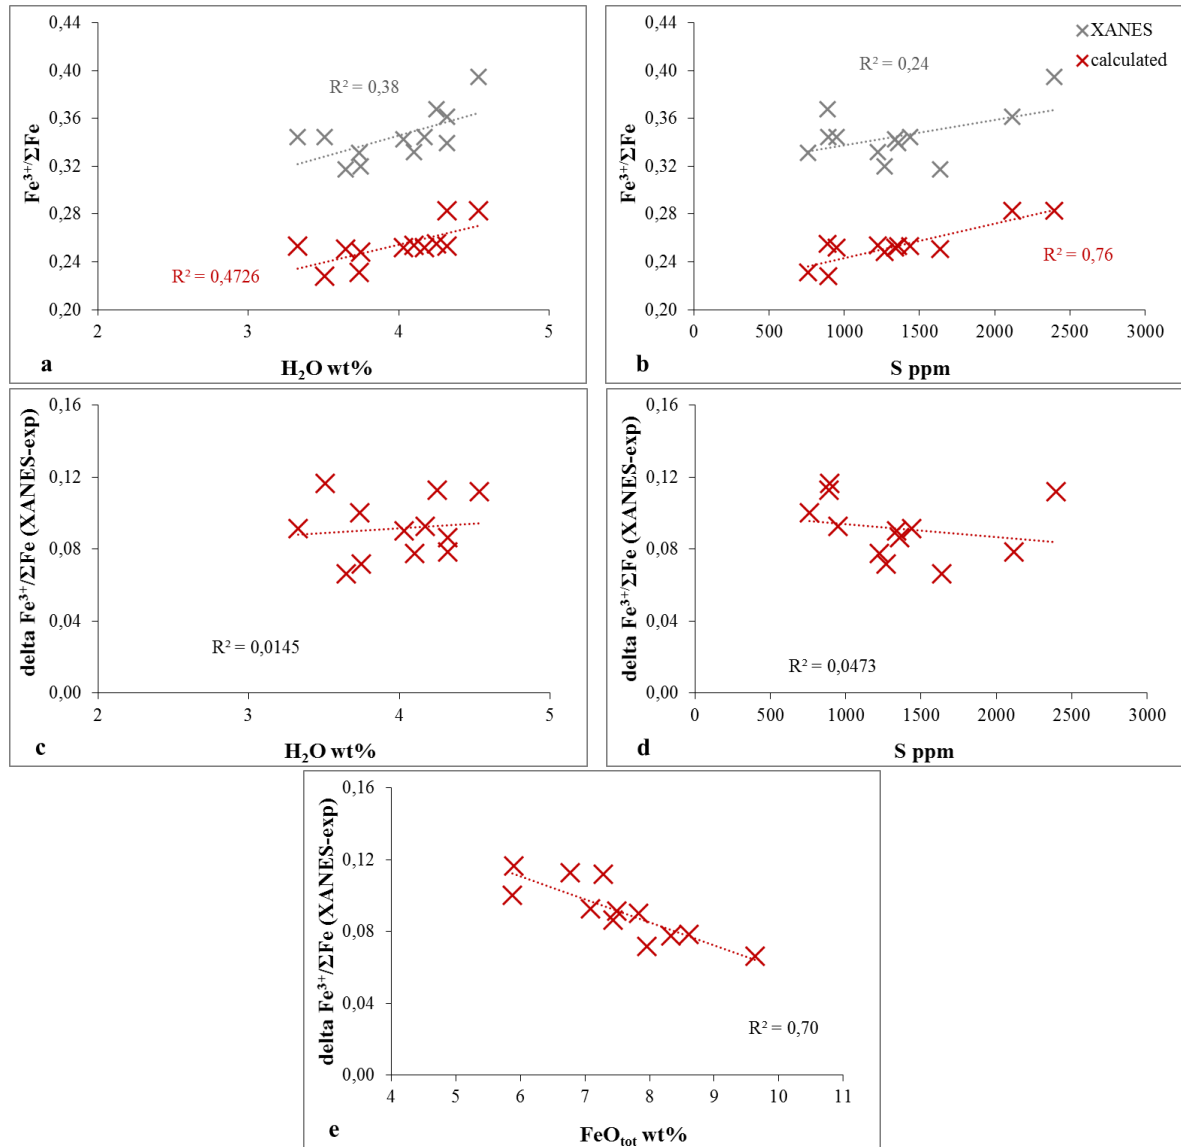 0,44
0,40
0,36
0,32
0,28
0,24
0,20
Fe³⁺/ΣFe
R² = 0,38
R² = 0,4726
2 3 4 5
a
H₂O wt%
0,44
0,40
0,36
0,32
0,28
0,24
0,20
Fe³⁺/ΣFe
XANES
calculated
R² = 0,24
R² = 0,76
0 500 1000 1500 2000 2500 3000
b
S ppm
0,16
0,12
0,08
0,04
0,00
delta Fe³⁺/ΣFe (XANES-exp)
R² = 0,0145
2 3 4 5
c
H₂O wt%
0,16
0,12
0,08
0,04
0,00
delta Fe³⁺/ΣFe (XANES-exp)
R² = 0,0473
0 500 1000 1500 2000 2500 3000
d
S ppm
0,16
0,12
0,08
0,04
0,00
delta Fe³⁺/ΣFe (XANES-exp)
R² = 0,70
4 5 6 7 8 9 10 11
e
FeOₜₒₜ wt%